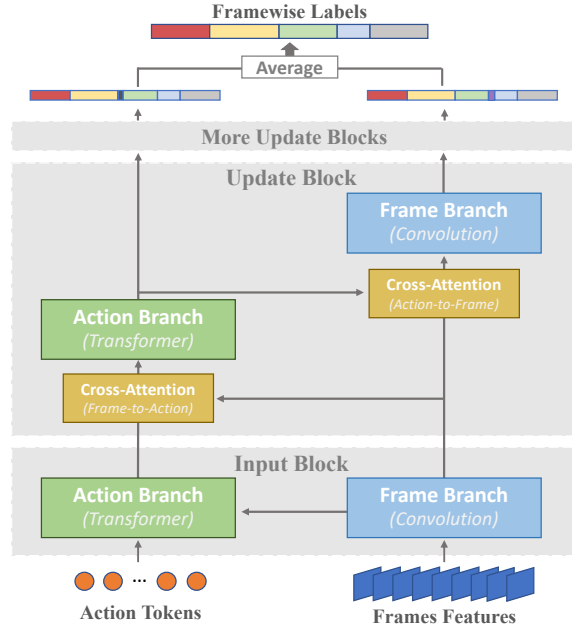 Framewise Labels
Average
More Update Blocks
Update Block
Frame Branch
(Convolution)
Cross-Attention
(Action-to-Frame)
Action Branch
(Transformer)
Cross-Attention
(Frame-to-Action)
Input Block
Action Branch
(Transformer)
Frame Branch
(Convolution)
...
Action Tokens
Frames Features